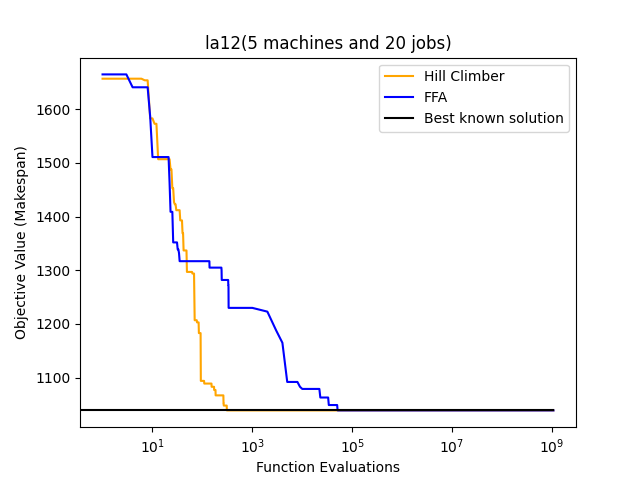 la12(5 machines and 20 jobs)
Hill Climber
FFA
Best known solution
Objective Value (Makespan)
1600
1500
1400
1300
1200
1100
10^1 10^3 10^5 10^7 10^9
Function Evaluations